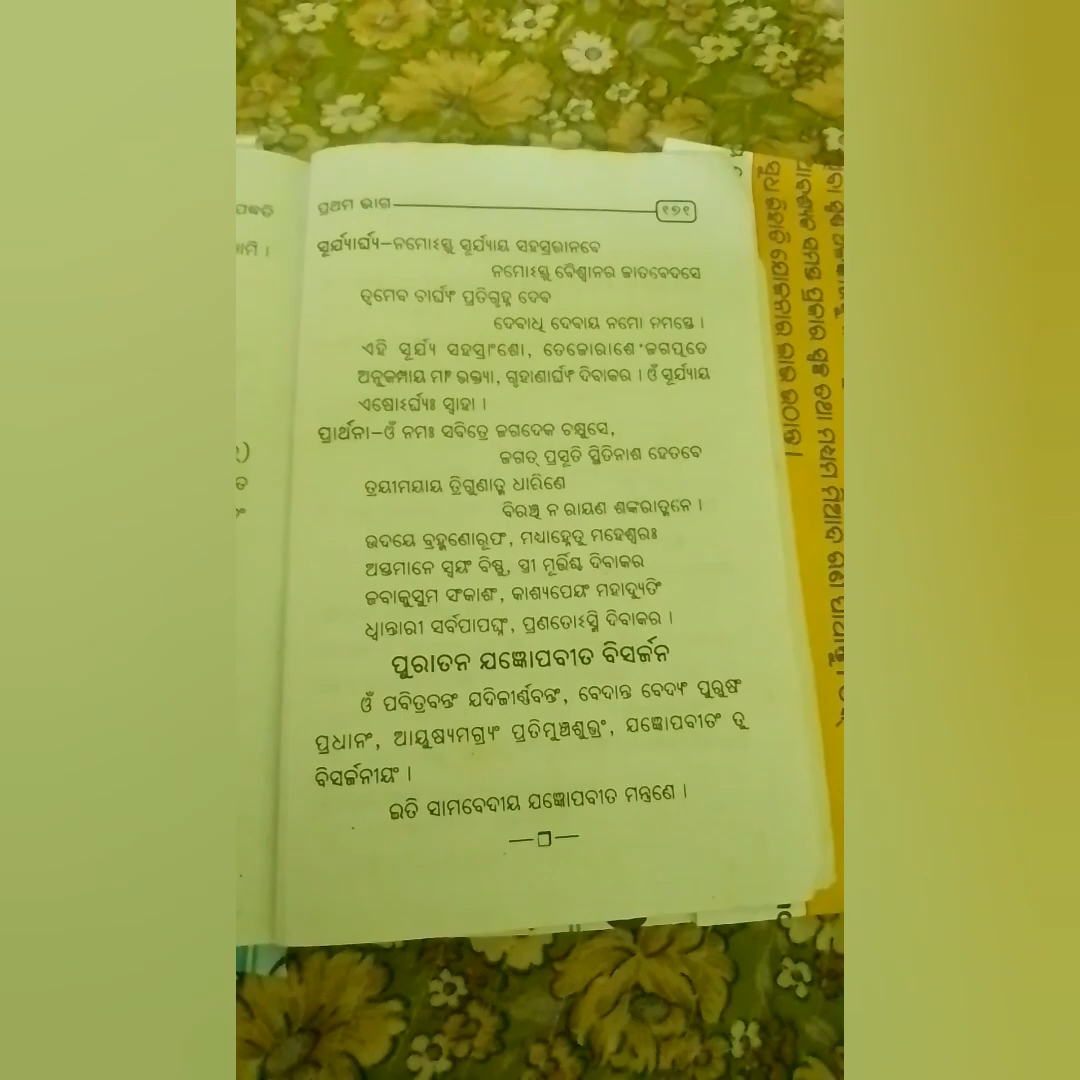 ପ୍ରଥମ ଭାଗ
୧୭୧
ସୂର୍ଯ୍ୟାର୍ଘ୍ୟ–ନମୋଽସ୍ତୁ ସୂର୍ଯ୍ୟାୟ ସହସ୍ରଭାନବେ
ନମୋଽସ୍ତୁ ବୈଶ୍ୱାନର ଜାତବେଦସେ
ତ୍ୱମେବ ଚାର୍ଘ୍ୟଂ ପ୍ରତିଗୃହ୍ନ ଦେବ
ଦେବାଧି ଦେବାୟ ନମୋ ନମସ୍ତେ ।
ଏହି ସୂର୍ଯ୍ୟ ସହସ୍ରାଂଶୋ, ତେଜୋରାଶେ ଜଗତ୍ପତେ
ଅନୁକମ୍ପାୟ ମାଂ ଭକ୍ତ୍ୟା, ଗୃହାଣାର୍ଘ୍ୟଂ ଦିବାକର । ଓଁ ସୂର୍ଯ୍ୟାୟ
ଏଷୋଽର୍ଘ୍ୟଃ ସ୍ୱାହା ।
ପ୍ରାର୍ଥନା–ଓଁ ନମଃ ସବିତ୍ରେ ଜଗଦେକ ଚକ୍ଷୁସେ,
ଜଗତ୍ ପ୍ରସୂତି ସ୍ଥିତିନାଶ ହେତବେ
ତ୍ରୟୀମୟାୟ ତ୍ରିଗୁଣାତ୍ମ ଧାରିଣେ
ବିରଞ୍ଚି ନ ରାୟଣ ଶଙ୍କରାତ୍ମନେ ।
ଉଦୟେ ବ୍ରହ୍ମଣୋରୂପଂ, ମଧ୍ୟାହ୍ନେତୁ ମହେଶ୍ୱରଃ
ଅସ୍ତମାନେ ସ୍ୱୟଂ ବିଷ୍ଣୁ, ତ୍ରୀ ମୂର୍ତ୍ତିଶ୍ଚ ଦିବାକର
ଜବାକୁସୁମ ସଂକାଶଂ, କାଶ୍ୟପେୟଂ ମହାଦ୍ୟୁତିଂ
ଧ୍ୱାନ୍ତାରୀ ସର୍ବପାପଘ୍ନଂ, ପ୍ରଣତୋଽସ୍ମି ଦିବାକର ।
ପୁରାତନ ଯଜ୍ଞୋପବୀତ ବିସର୍ଜନ
ଓଁ ପବିତ୍ରବନ୍ତଂ ଯଦିଜୀର୍ଣ୍ଣବନ୍ତଂ, ବେଦାନ୍ତ ବେଦ୍ୟଂ ପୁରୁଷଂ
ପ୍ରଧାନଂ, ଆୟୁଷ୍ୟମଗ୍ର୍ୟଂ ପ୍ରତିମୁଞ୍ଚଶୁଭ୍ରଂ, ଯଜ୍ଞୋପବୀତଂ ତୁ
ବିସର୍ଜନୀୟଂ ।
ଇତି ସାମବେଦୀୟ ଯଜ୍ଞୋପବୀତ ମନ୍ତ୍ରଣେ ।